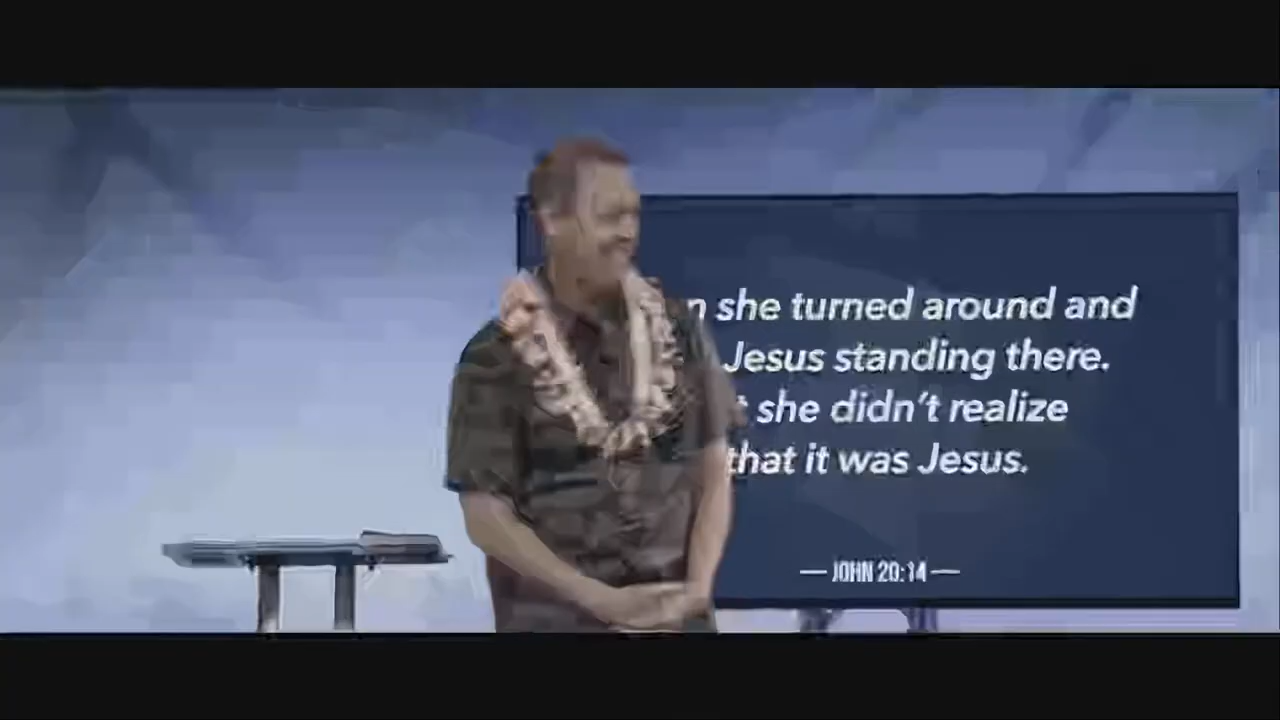 she turned around and
Jesus standing there.
she didn't realize
that it was Jesus.
— JOHN 20:14 —